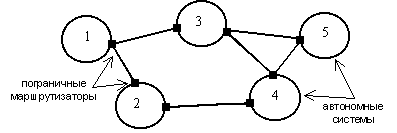 1
3
5
пограничные
маршрутизаторы
2
4
автономные
системы